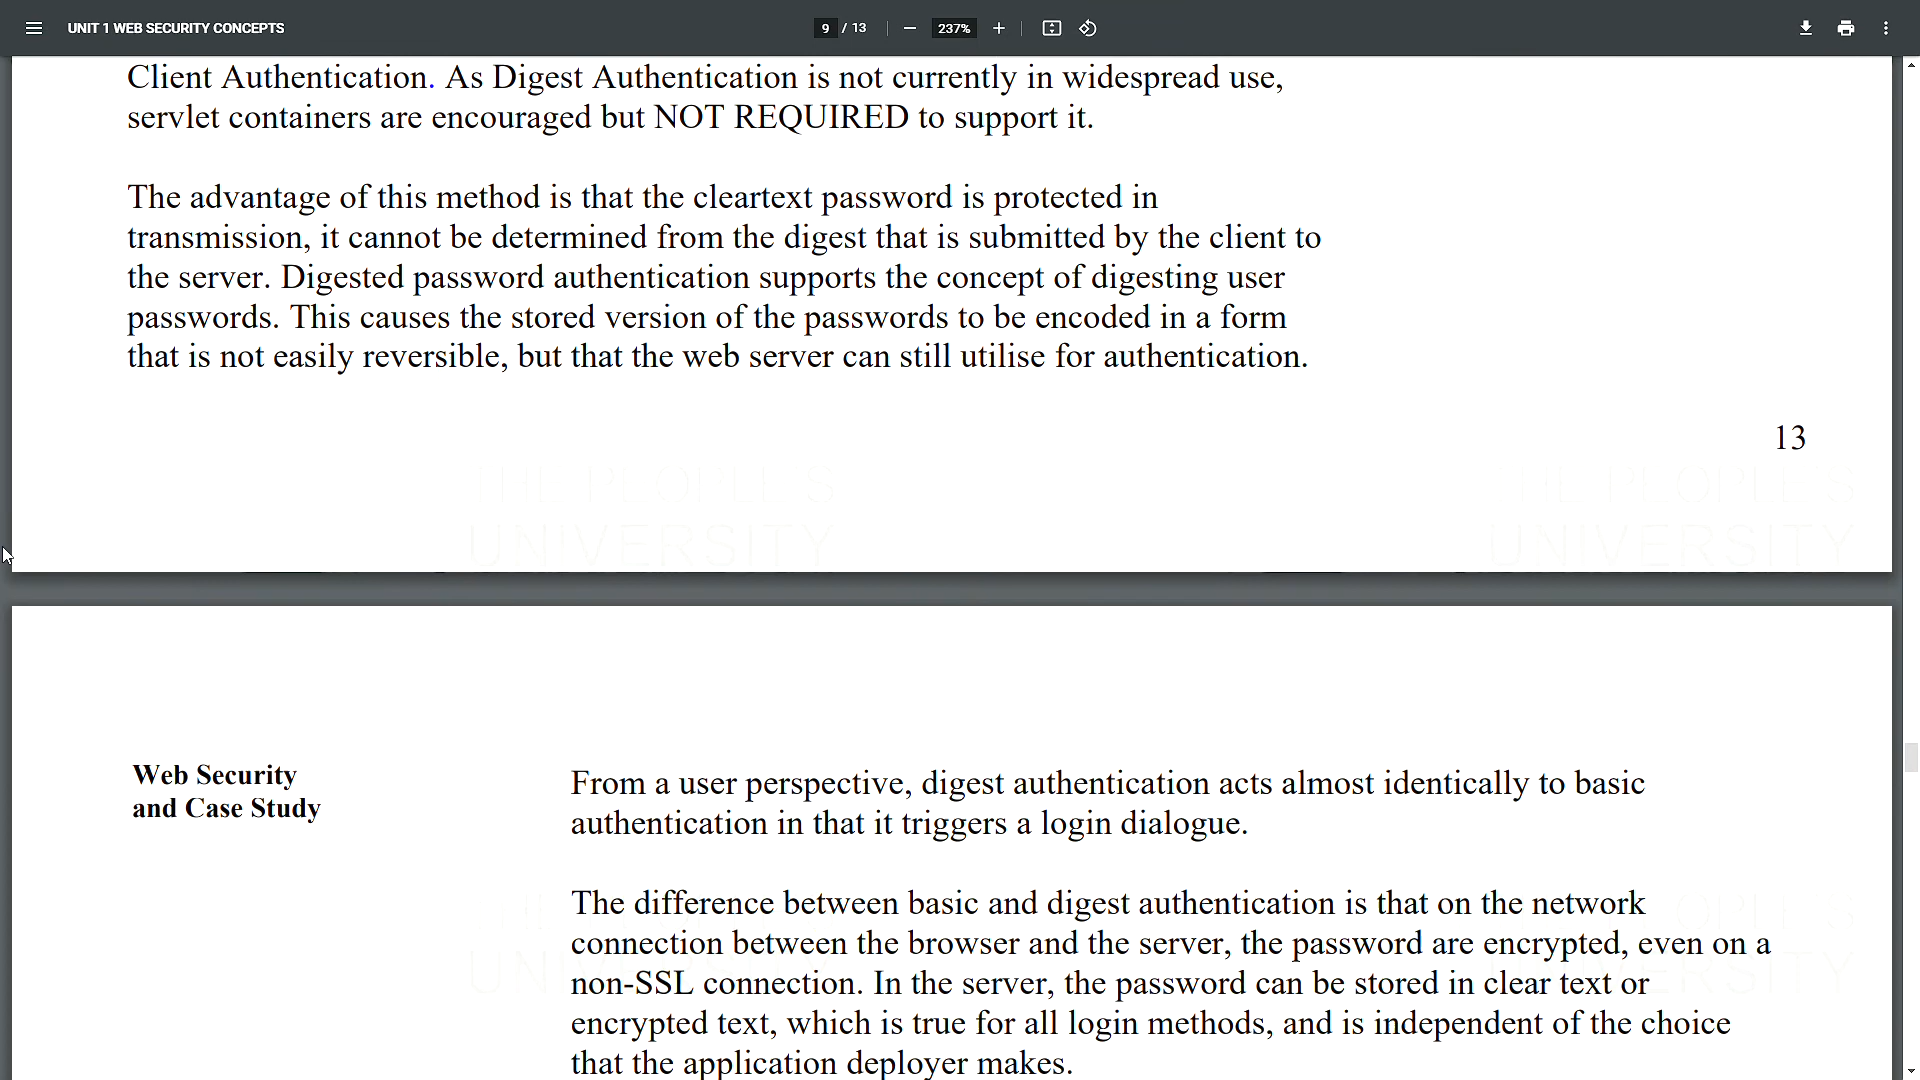 UNIT 1 WEB SECURITY CONCEPTS
9 / 13
237%
Client Authentication. As Digest Authentication is not currently in widespread use,
servlet containers are encouraged but NOT REQUIRED to support it.
The advantage of this method is that the cleartext password is protected in
transmission, it cannot be determined from the digest that is submitted by the client to
the server. Digested password authentication supports the concept of digesting user
passwords. This causes the stored version of the passwords to be encoded in a form
that is not easily reversible, but that the web server can still utilise for authentication.
13
THE PEOPLE'S
UNIVERSITY
THE PEOPLE'S
UNIVERSITY
Web Security
and Case Study
From a user perspective, digest authentication acts almost identically to basic
authentication in that it triggers a login dialogue.
The difference between basic and digest authentication is that on the network
connection between the browser and the server, the password are encrypted, even on a
non-SSL connection. In the server, the password can be stored in clear text or
encrypted text, which is true for all login methods, and is independent of the choice
that the application deployer makes.